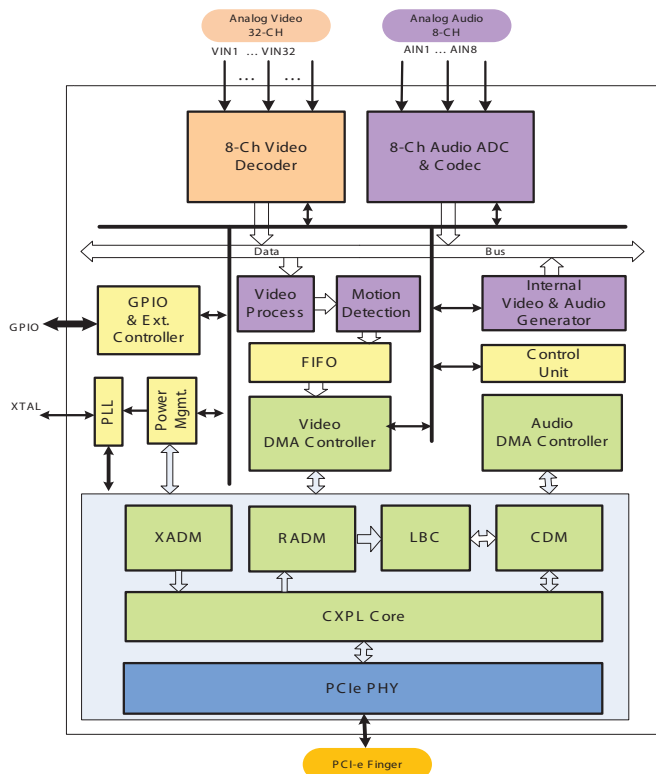 Analog Video
32-CH
Analog Audio
8-CH
VIN1 ... VIN32
AIN1 ... AIN8
... ...
8-Ch Video
Decoder
8-Ch Audio ADC
& Codec
Data
Bus
GPIO
& Ext.
Controller
Video
Process
Motion
Detection
Internal
Video & Audio
Generator
GPIO
FIFO
Control
Unit
XTAL
PLL
Power
Mgmt.
Video
DMA Controller
Audio
DMA Controller
XADM
RADM
LBC
CDM
CXPL Core
PCIe PHY
PCI-e Finger